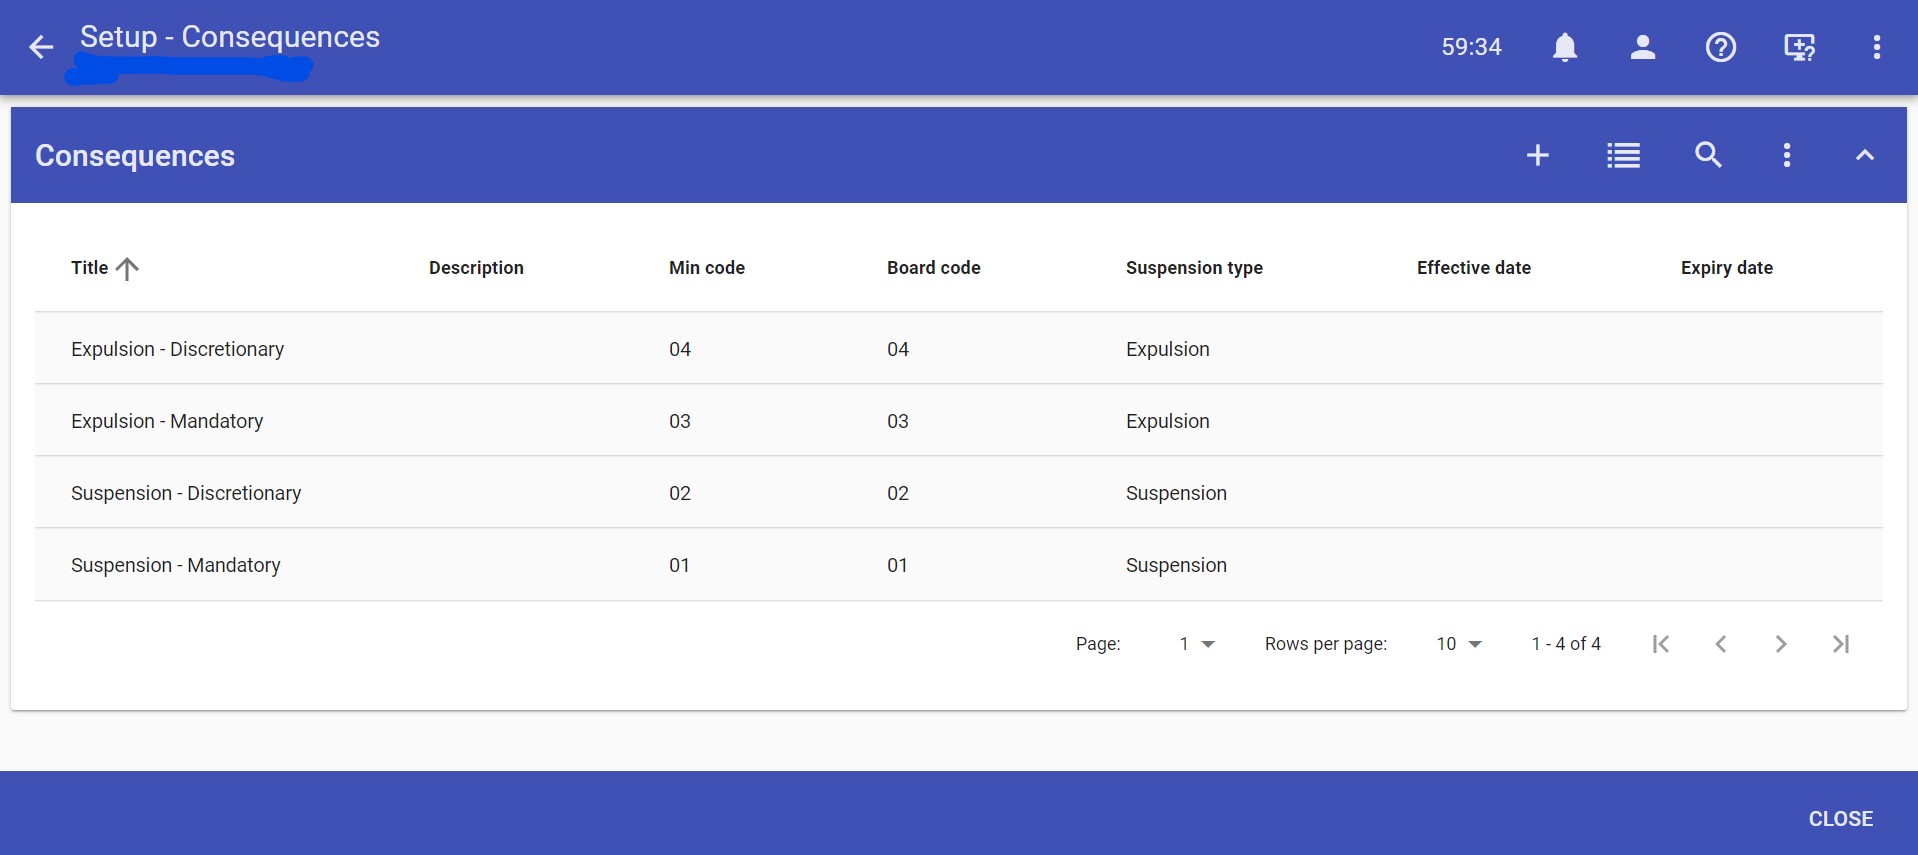 Setup - Consequences
59:34
Consequences
Title Description Min code Board code Suspension type Effective date Expiry date
Expulsion - Discretionary 04 04 Expulsion
Expulsion - Mandatory 03 03 Expulsion
Suspension - Discretionary 02 02 Suspension
Suspension - Mandatory 01 01 Suspension
Page: 1 Rows per page: 10 1 - 4 of 4
CLOSE